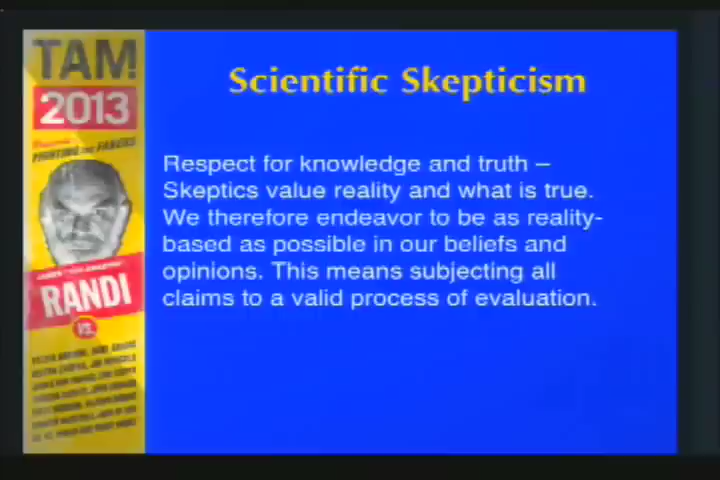 TAM!
2013
FIGHTING THE FAKERS
RANDI
VS.
Scientific Skepticism
Respect for knowledge and truth –
Skeptics value reality and what is true.
We therefore endeavor to be as reality-
based as possible in our beliefs and
opinions. This means subjecting all
claims to a valid process of evaluation.